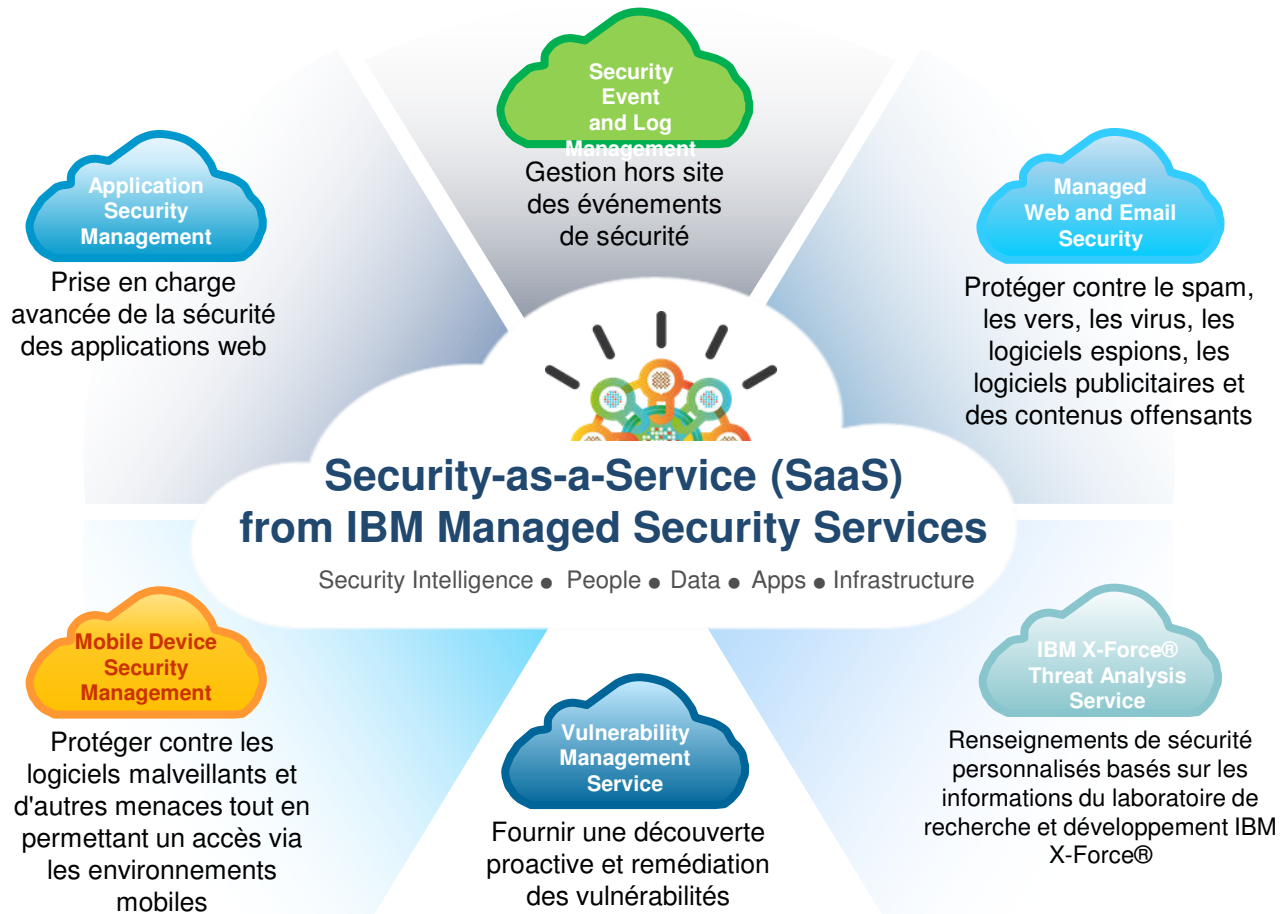 Security
Event
and Log
Management
Gestion hors site
des événements
de sécurité
Application
Security
Management
Prise en charge
avancée de la sécurité
des applications web
Managed
Web and Email
Security
Protéger contre le spam,
les vers, les virus, les
logiciels espions, les
logiciels publicitaires et
des contenus offensants
Security-as-a-Service (SaaS)
from IBM Managed Security Services
Security Intelligence ● People ● Data ● Apps ● Infrastructure
Mobile Device
Security
Management
Protéger contre les
logiciels malveillants et
d'autres menaces tout en
permettant un accès via
les environnements
mobiles
Vulnerability
Management
Service
Fournir une découverte
proactive et remédiation
des vulnérabilités
IBM X-Force®
Threat Analysis
Service
Renseignements de sécurité
personnalisés basés sur les
informations du laboratoire de
recherche et développement IBM
X-Force®